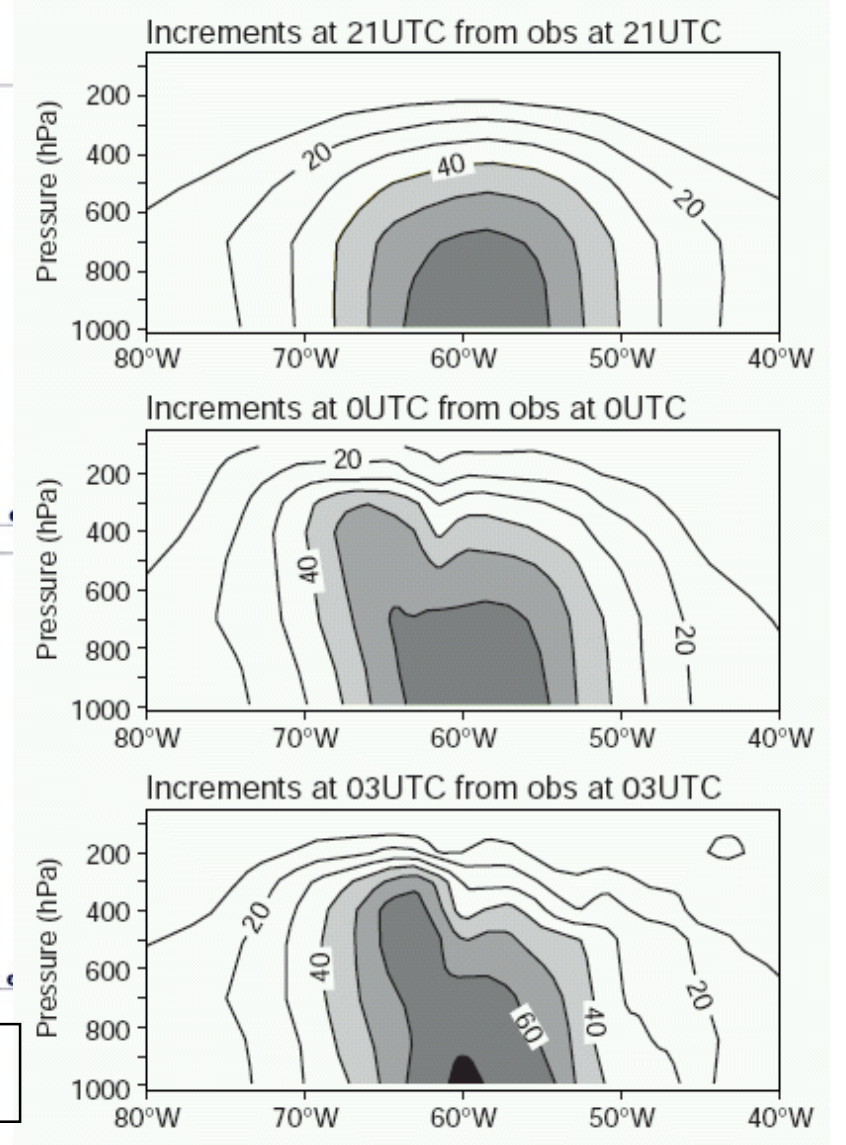 Increments at 21UTC from obs at 21UTC
Pressure (hPa)
200
400
600
800
1000
20
40
20
80°W 70°W 60°W 50°W 40°W
Increments at 0UTC from obs at 0UTC
Pressure (hPa)
200
400
600
800
1000
20
40
20
80°W 70°W 60°W 50°W 40°W
Increments at 03UTC from obs at 03UTC
Pressure (hPa)
200
400
600
800
1000
20
40
60
40
20
80°W 70°W 60°W 50°W 40°W